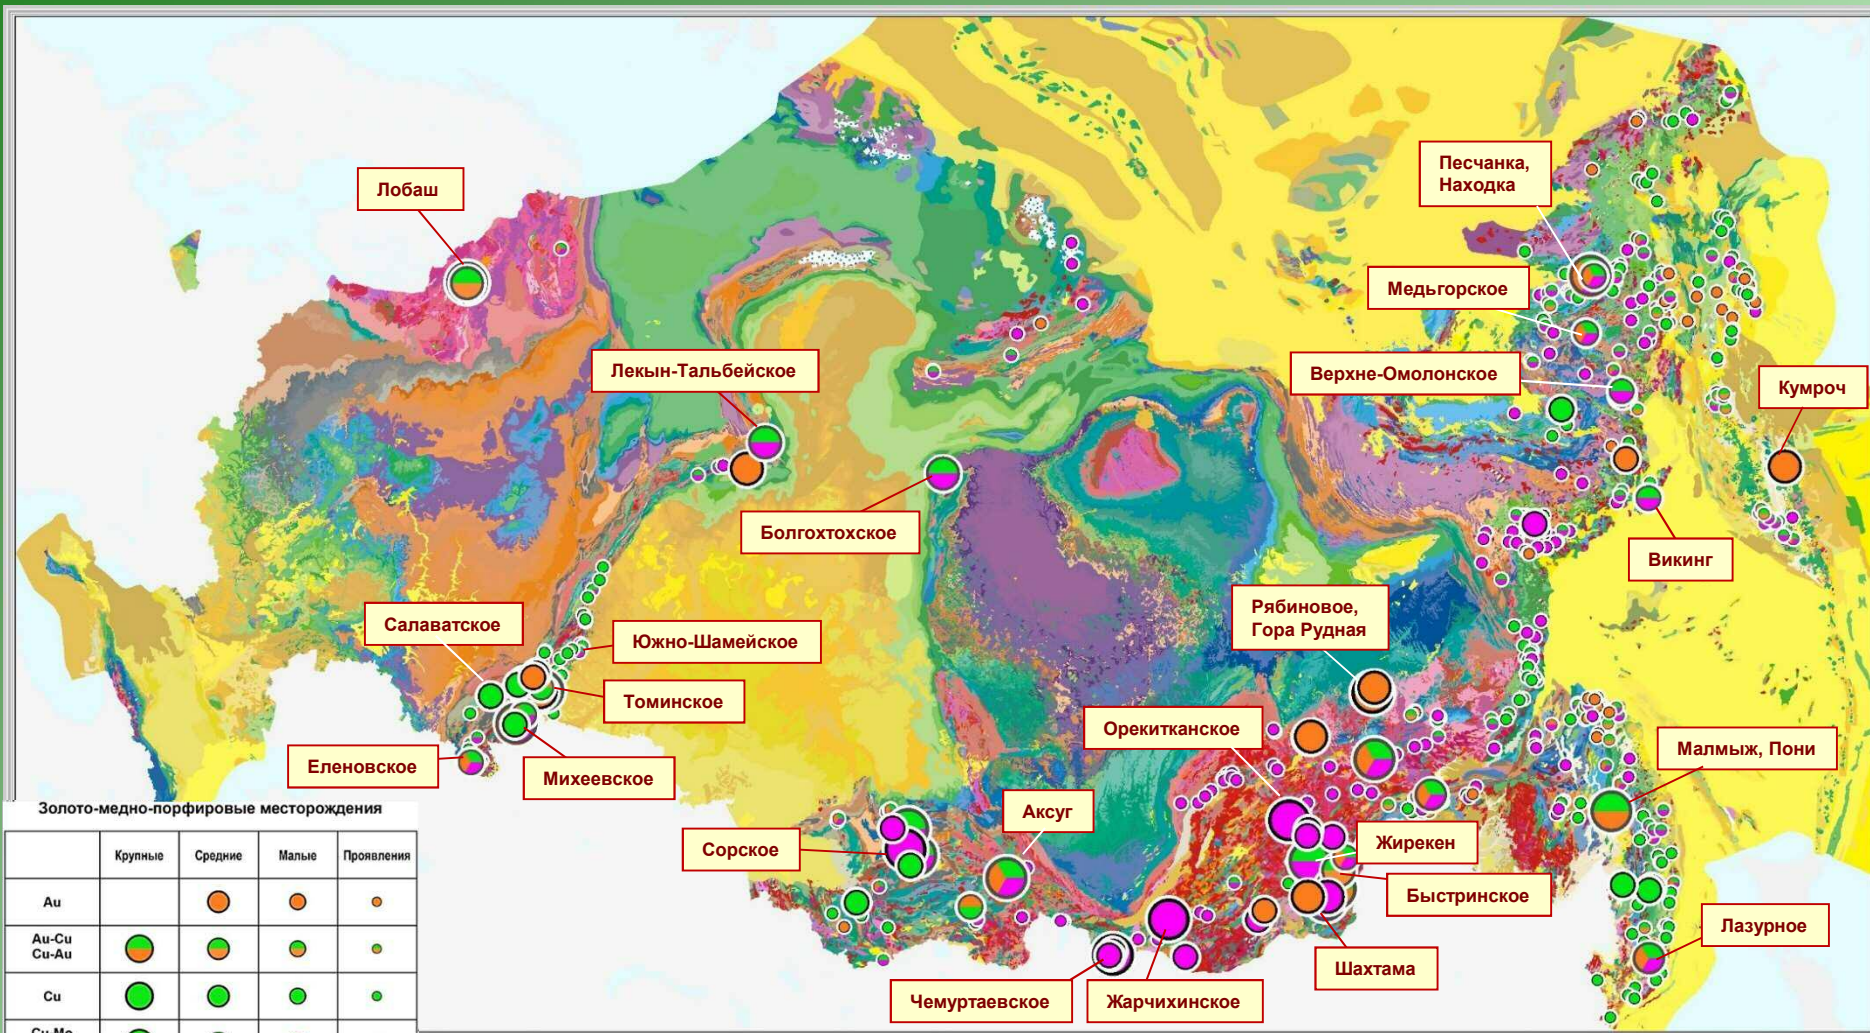 Лобаш
Песчанка,
Находка
Медьгорское
Верхне-Омолонское
Кумроч
Лекын-Тальбейское
Болгохтохское
Викинг
Рябиновое,
Гора Рудная
Салаватское
Южно-Шамейское
Томинское
Орекитканское
Малмыж, Пони
Еленовское
Михеевское
Аксуг
Сорское
Жирекен
Быстринское
Лазурное
Шахтама
Чемуртаевское
Жарчихинское
Золото-медно-порфировые месторождения
Крупные Средние Малые Проявления
Au
Au-Cu
Cu-Au
Cu
Cu-Mo